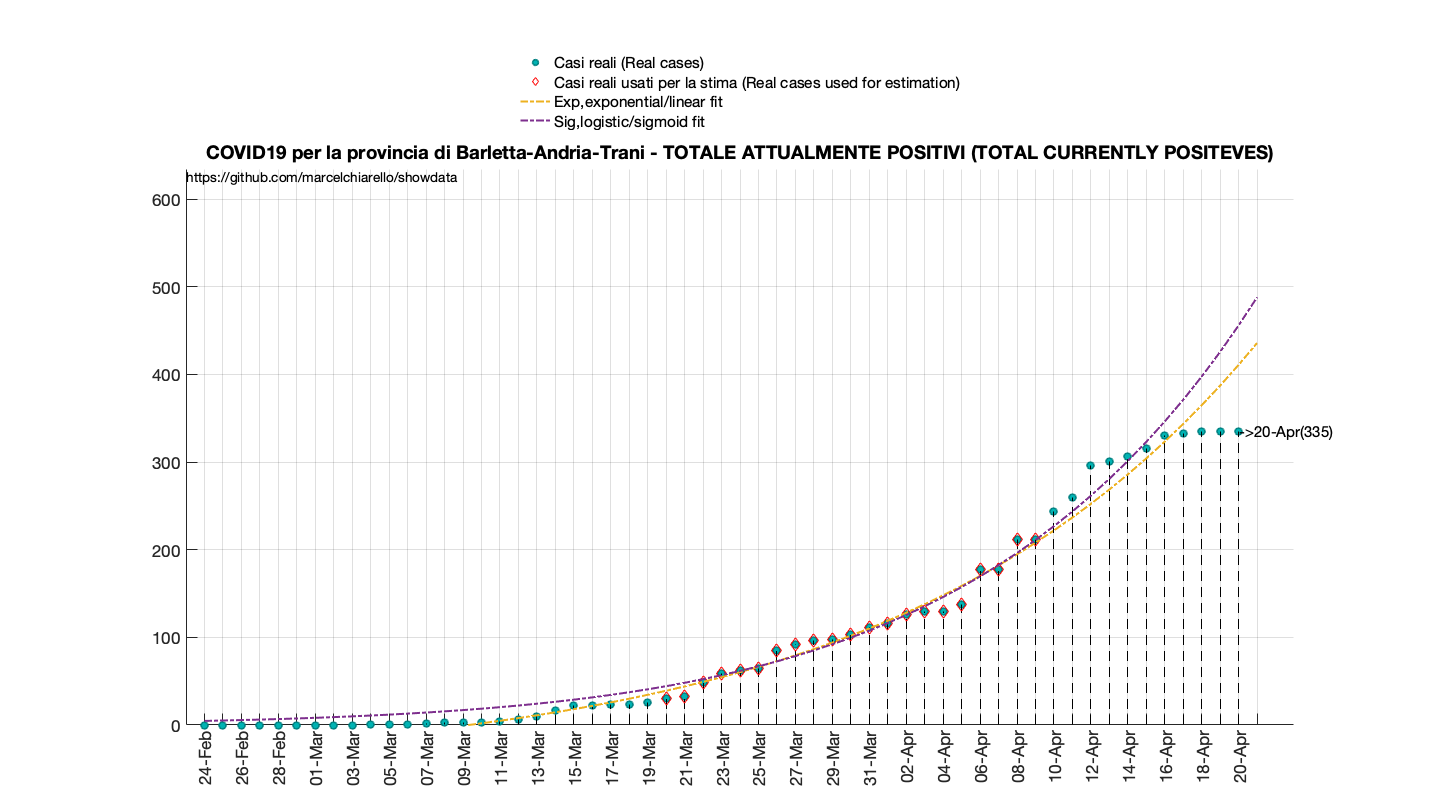 Casi reali (Real cases)
Casi reali usati per la stima (Real cases used for estimation)
Exp,exponential/linear fit
Sig,logistic/sigmoid fit
COVID19 per la provincia di Barletta-Andria-Trani - TOTALE ATTUALMENTE POSITIVI (TOTAL CURRENTLY POSITEVES)
https://github.com/marcelchiarello/showdata
600
500
400
300
200
100
0
->20-Apr(335)
24-Feb
26-Feb
28-Feb
01-Mar
03-Mar
05-Mar
07-Mar
09-Mar
11-Mar
13-Mar
15-Mar
17-Mar
19-Mar
21-Mar
23-Mar
25-Mar
27-Mar
29-Mar
31-Mar
02-Apr
04-Apr
06-Apr
08-Apr
10-Apr
12-Apr
14-Apr
16-Apr
18-Apr
20-Apr